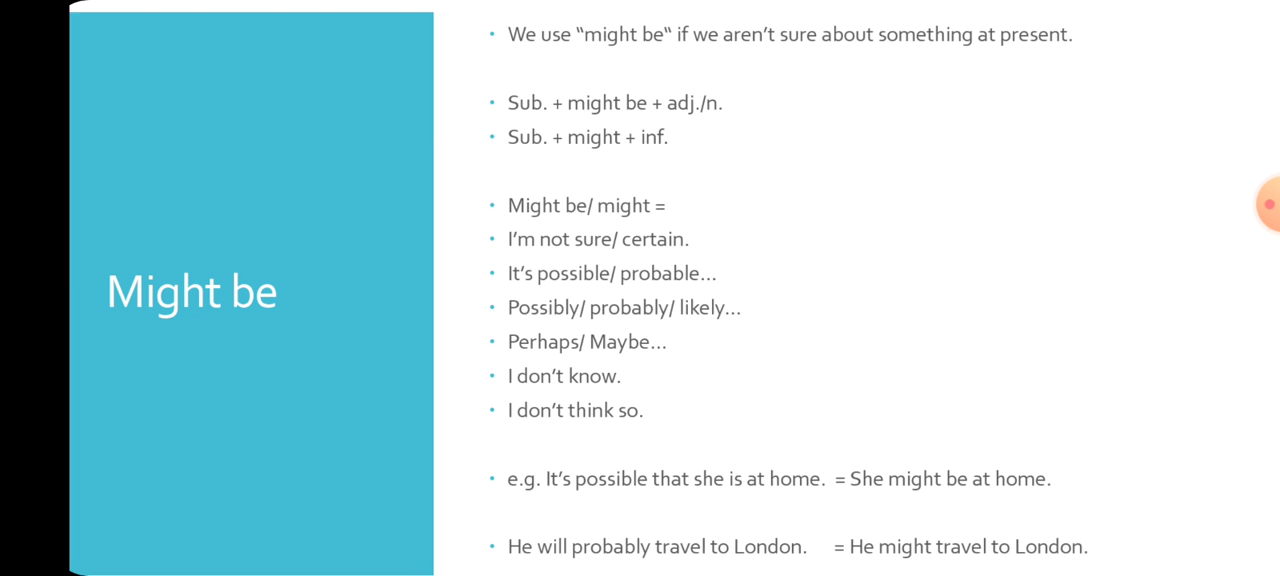 Might be
• We use “might be“ if we aren’t sure about something at present.
• Sub. + might be + adj./n.
• Sub. + might + inf.
• Might be/ might =
• I’m not sure/ certain.
• It’s possible/ probable...
• Possibly/ probably/ likely...
• Perhaps/ Maybe...
• I don’t know.
• I don’t think so.
• e.g. It’s possible that she is at home. = She might be at home.
• He will probably travel to London. = He might travel to London.